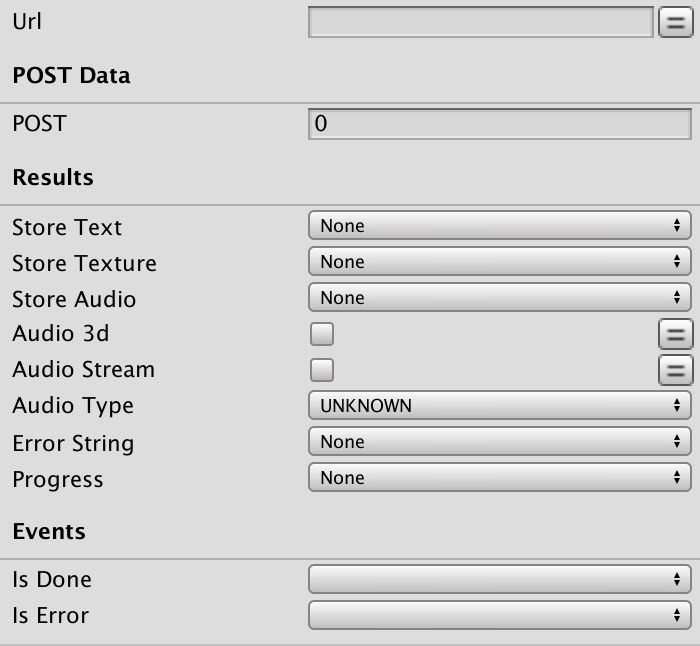 Url
POST Data
POST 0
Results
Store Text None
Store Texture None
Store Audio None
Audio 3d
Audio Stream
Audio Type UNKNOWN
Error String None
Progress None
Events
Is Done
Is Error